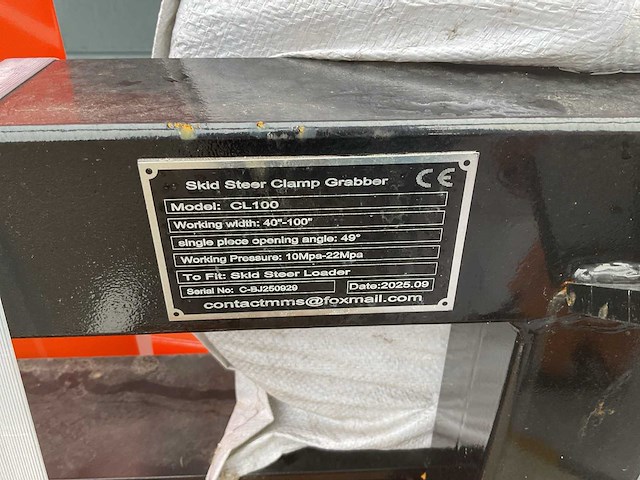 Skid Steer Clamp Grabber CE
Model: CL100
Working width: 40"-100"
single piece opening angle: 49"
Working Pressure: 10Mpa-22Mpa
To Fit: Skid Steer Loader
Serial No: C-BJ250929 Date:2025.09
contactmms@foxmail.com